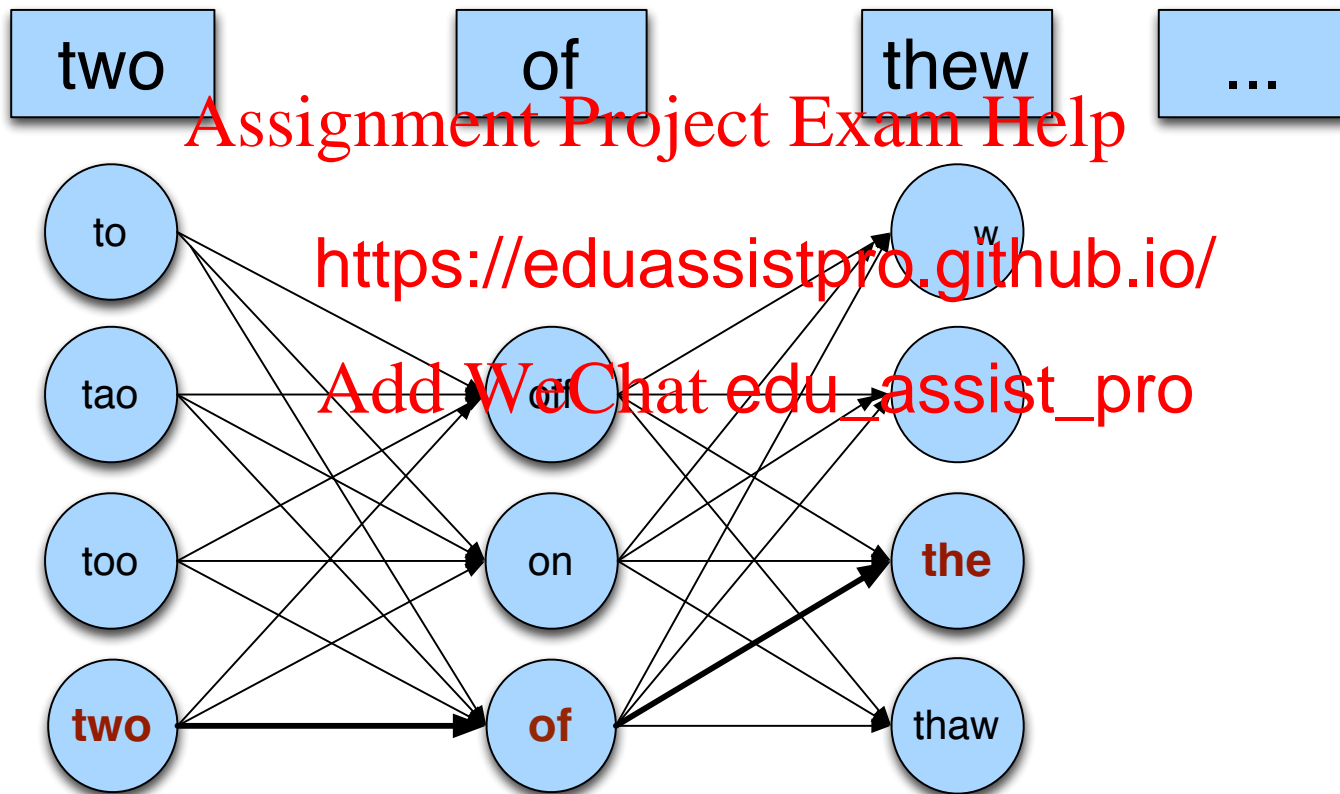 two of thew ...
Assignment Project Exam Help
to w
https://eduassistpro.github.io/
tao off
Add WeChat edu_assist_pro
too on the
two of thaw